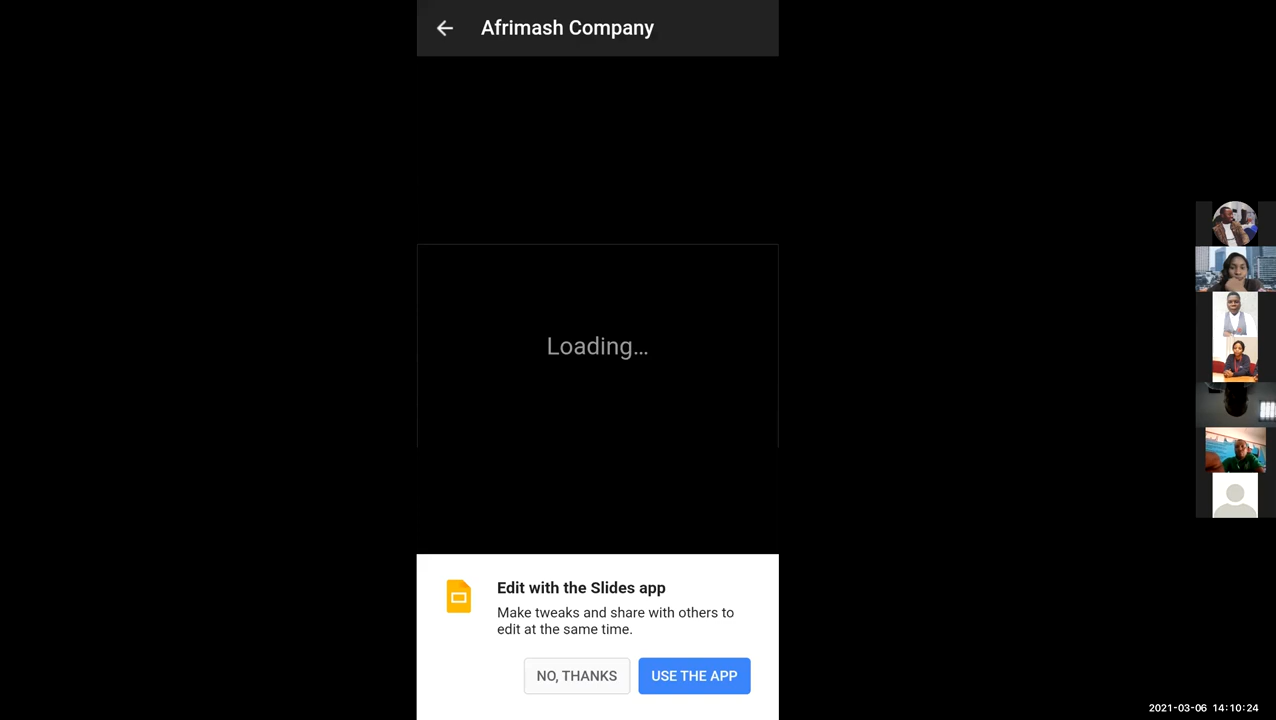 Afrimash Company
Loading...
Edit with the Slides app
Make tweaks and share with others to
edit at the same time.
NO, THANKS
USE THE APP
2021-03-06 14:10:24